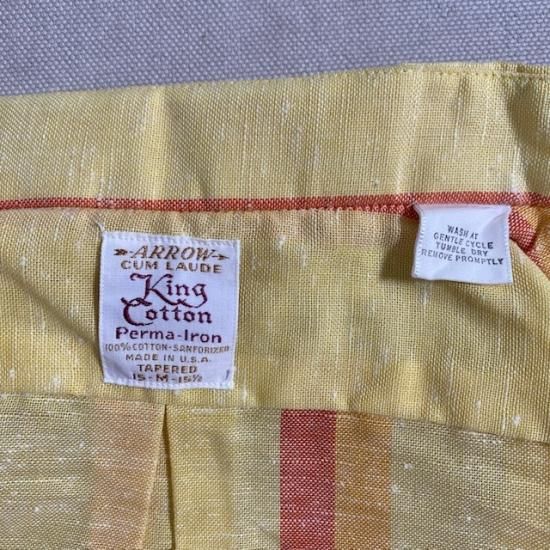 ARROW
CUM LAUDE
King
Cotton
Perma-Iron
100% COTTON-SANFORIZED
MADE IN U.S.A.
TAPERED
15-M-15½
WASH AT
GENTLE CYCLE
TUMBLE DRY
REMOVE PROMPTLY